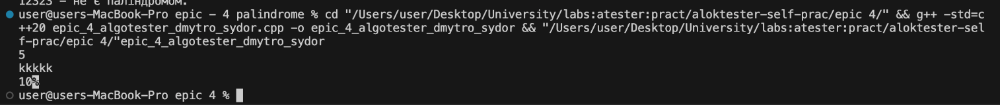 12323 – не є паліндромом.
user@users-MacBook-Pro epic - 4 palindrome % cd "/Users/user/Desktop/University/labs:atester:pract/aloktester-self-prac/epic 4/" && g++ -std=c
++20 epic_4_algotester_dmytro_sydor.cpp -o epic_4_algotester_dmytro_sydor && "/Users/user/Desktop/University/labs:atester:pract/aloktester-sel
f-prac/epic 4/"epic_4_algotester_dmytro_sydor
5
kkkkk
10%
user@users-MacBook-Pro epic 4 %